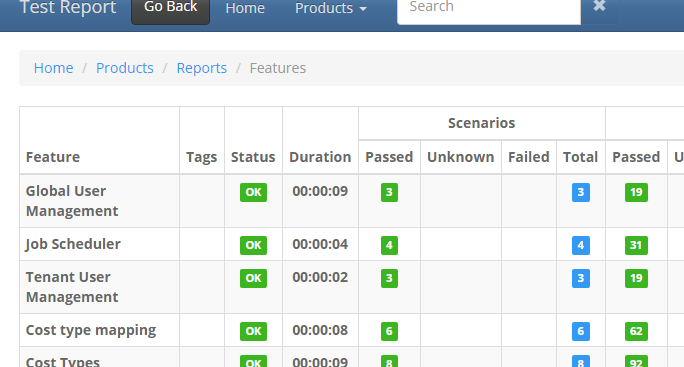 Test Report Go Back Home Products Search ✖
Home / Products / Reports / Features
Scenarios
Feature Tags Status Duration Passed Unknown Failed Total Passed U
Global User Management OK 00:00:09 3 3 19
Job Scheduler OK 00:00:04 4 4 31
Tenant User Management OK 00:00:02 3 3 19
Cost type mapping OK 00:00:08 6 6 62
Cost Types OK 00:00:09 8 8 92